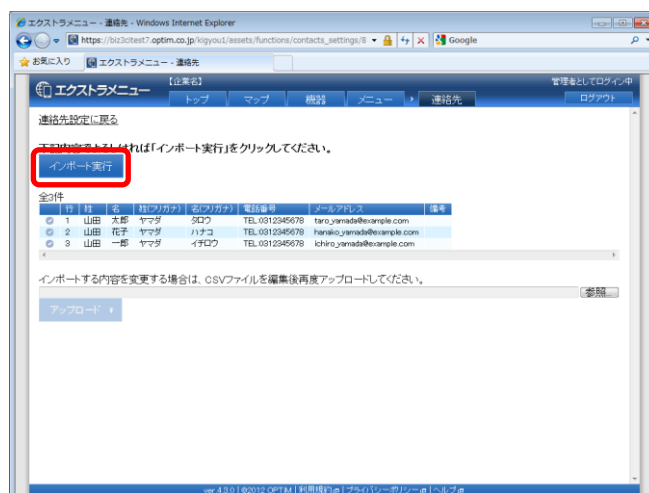 エクストラメニュー - 連絡先 - Windows Internet Explorer
https://biz3citest7.optim.co.jp/kigyou1/assets/functions/contacts_settings/8
Google
お気に入り エクストラメニュー - 連絡先
エクストラメニュー 【企業名】 管理者としてログイン中
トップ マップ 機器 メニュー 連絡先 ログアウト
連絡先設定に戻る
下記内容でよろしければ「インポート実行」をクリックしてください。
インポート実行
全3件
行 姓 名 姓(フリガナ) 名(フリガナ) 電話番号 メールアドレス 備考
1 山田 太郎 ヤマダ タロウ TEL:0312345678 taro_yamada@example.com
2 山田 花子 ヤマダ ハナコ TEL:0312345678 hanako_yamada@example.com
3 山田 一郎 ヤマダ イチロウ TEL:0312345678 ichiro_yamada@example.com
インポートする内容を変更する場合は、CSVファイルを編集後再度アップロードしてください。
参照...
アップロード
ver.4.3.0 | ©2012 OPTiM | 利用規約 | プライバシーポリシー | ヘルプ